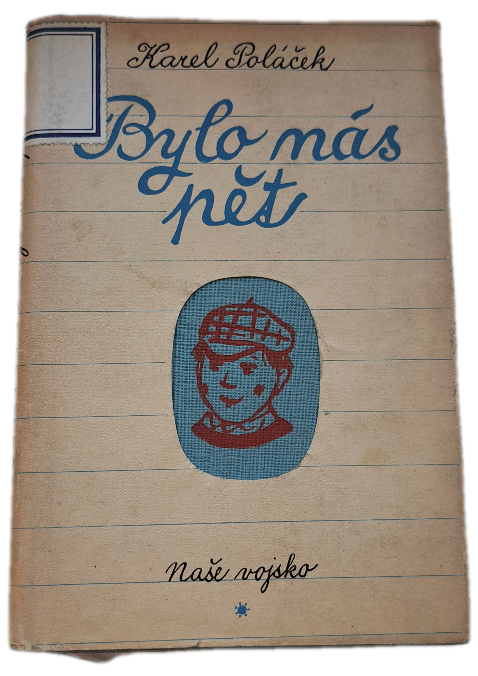 Karel Poláček
Bylo nás
pět
Naše vojsko